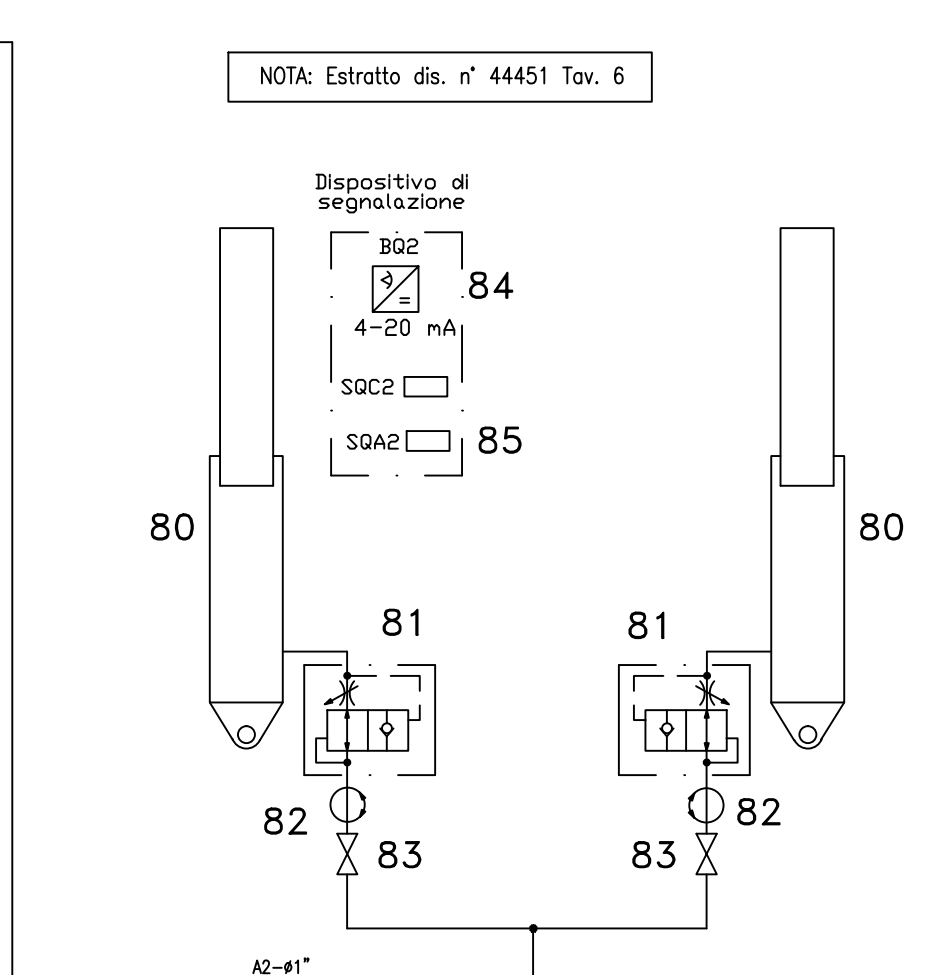 NOTA: Estratto dis. n° 44451 Tav. 6
Dispositivo di
segnalazione
BQ2
84
4-20 mA
SQC2
SQA2
85
80
80
81
81
82
82
83
83
A2-ø1"